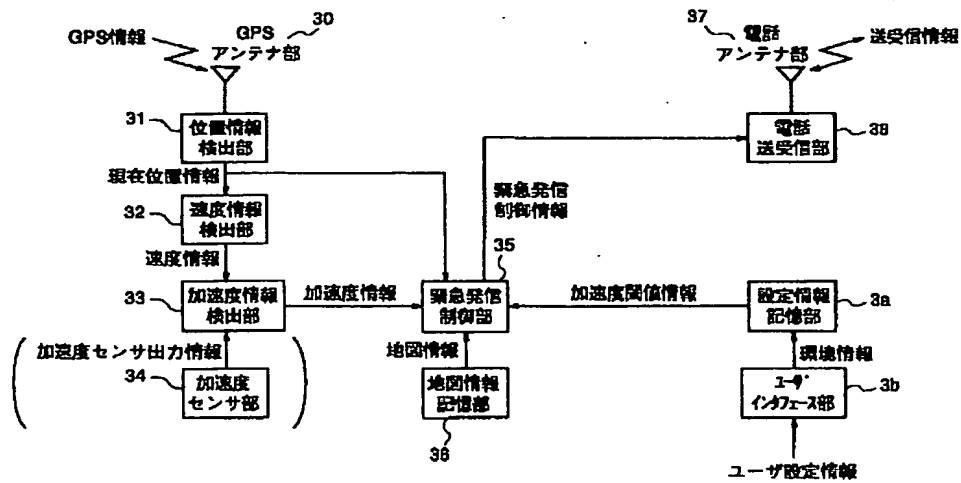 GPS情報
GPS
アンテナ部
30
37
電話
アンテナ部
送受信情報
31
位置情報
検出部
電話
送受信部
38
現在位置情報
32
速度情報
検出部
緊急発信
制御情報
速度情報
35
33
加速度情報
検出部
加速度情報
緊急発信
制御部
加速度閾値情報
設定情報
記憶部
3a
加速度センサ出力情報
地図情報
環境情報
34
加速度
センサ部
地図情報
記憶部
ユーザ
インタフェース部
3b
36
ユーザ設定情報